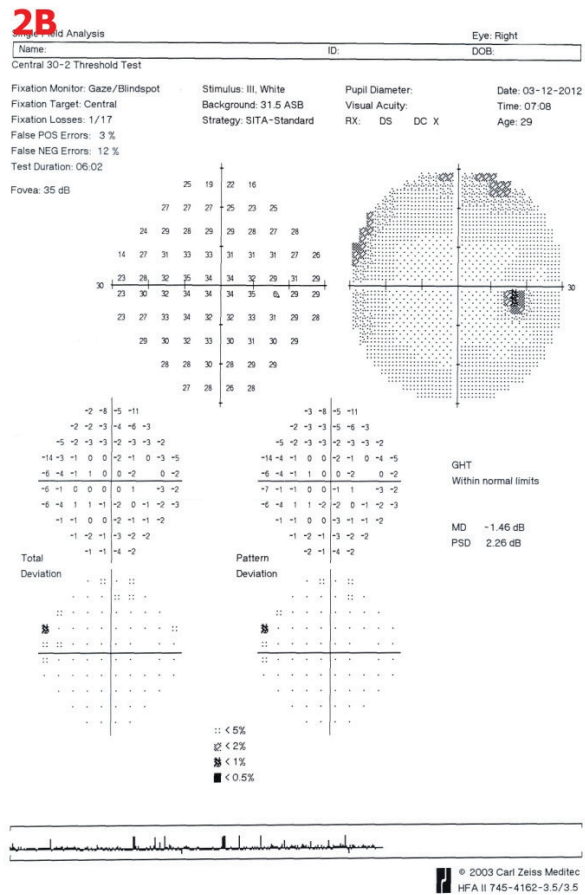 2B
Single Field Analysis
Eye: Right
Name: ID: DOB:
Central 30-2 Threshold Test
Fixation Monitor: Gaze/Blindspot
Fixation Target: Central
Fixation Losses: 1/17
False POS Errors: 3 %
False NEG Errors: 12 %
Test Duration: 06:02
Fovea: 35 dB
Stimulus: III, White
Background: 31.5 ASB
Strategy: SITA-Standard
Pupil Diameter:
Visual Acuity:
RX: DS DC X
Date: 03-12-2012
Time: 07:08
Age: 29
25 19 22 16
27 27 27 25 23 25
24 29 28 29 29 28 27 28
14 27 31 33 33 31 31 31 27 26
23 28 32 35 34 34 32 29 31 29
30 30
23 30 32 34 34 34 35 29 29
23 27 33 34 32 32 33 31 29 28
29 30 32 33 30 31 30 29
28 28 30 28 29 29
27 28 26 28
-2 -8 -5 -11
-2 -2 -3 -4 -6 -3
-5 -2 -3 -3 -2 -3 -3 -2
-14 -3 -1 0 0 -2 -1 0 -3 -5
-6 -4 -1 1 0 0 -2 0 -2
-6 -1 0 0 0 0 1 -3 -2
-6 -4 1 1 -1 -2 0 -1 -2 -3
-1 -1 0 0 -2 -1 -1 -2
-1 -2 -1 -3 -2 -2
-1 -1 -4 -2
Total
Deviation
-3 -8 -5 -11
-2 -3 -3 -5 -6 -3
-5 -2 -3 -3 -2 -3 -3 -2
-14 -4 -1 0 0 -2 -1 0 -4 -5
-6 -4 -1 1 0 0 -2 0 -2
-7 -1 -1 0 0 -1 1 -3 -2
-6 -4 1 1 -2 -2 0 -1 -2 -3
-1 -1 0 0 -3 -1 -1 -2
-1 -2 -1 -3 -2 -2
-2 -1 -4 -2
Pattern
Deviation
GHT
Within normal limits
MD -1.46 dB
PSD 2.26 dB
< 5%
< 2%
< 1%
< 0.5%
© 2003 Carl Zeiss Meditec
HFA II 745-4162-3.5/3.5